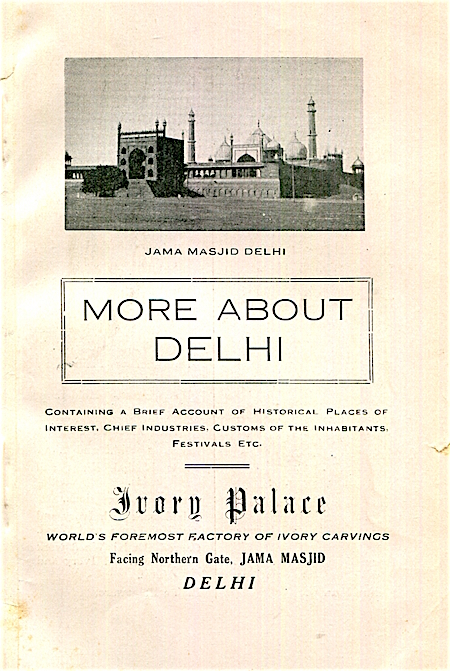 JAMA MASJID DELHI
MORE ABOUT
DELHI
CONTAINING A BRIEF ACCOUNT OF HISTORICAL PLACES OF
INTEREST, CHIEF INDUSTRIES, CUSTOMS OF THE INHABITANTS,
FESTIVALS ETC.
Ivory Palace
WORLD'S FOREMOST FACTORY OF IVORY CARVINGS
Facing Northern Gate, JAMA MASJID
DELHI